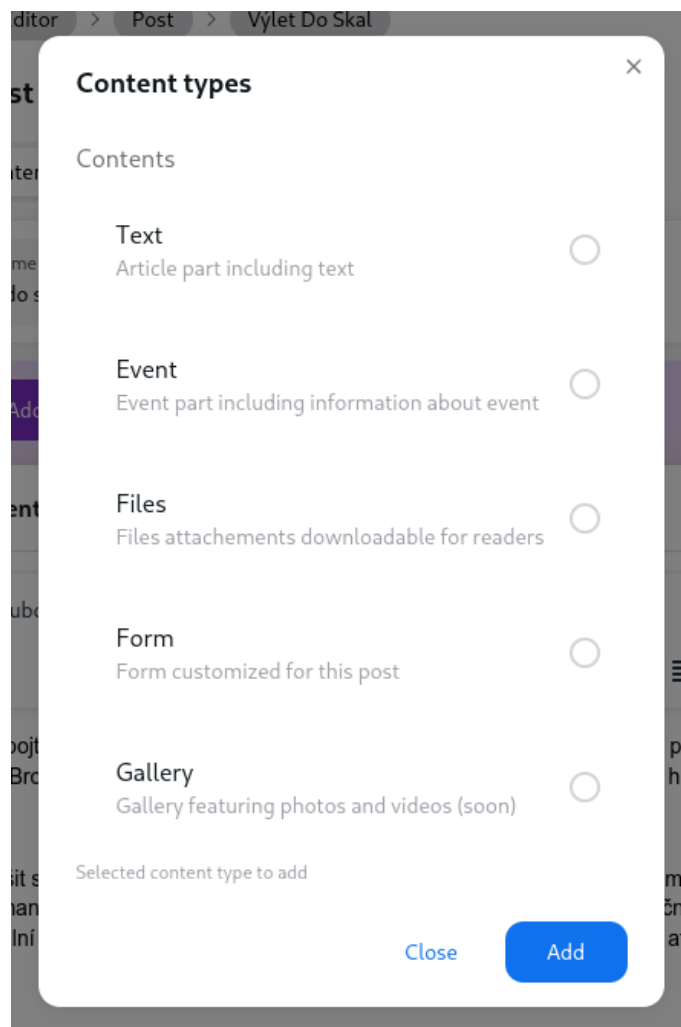 ditor > Post > Výlet Do Skal
Content types
Contents
Text
Article part including text
Event
Event part including information about event
Files
Files attachements downloadable for readers
Form
Form customized for this post
Gallery
Gallery featuring photos and videos (soon)
Selected content type to add
Close
Add